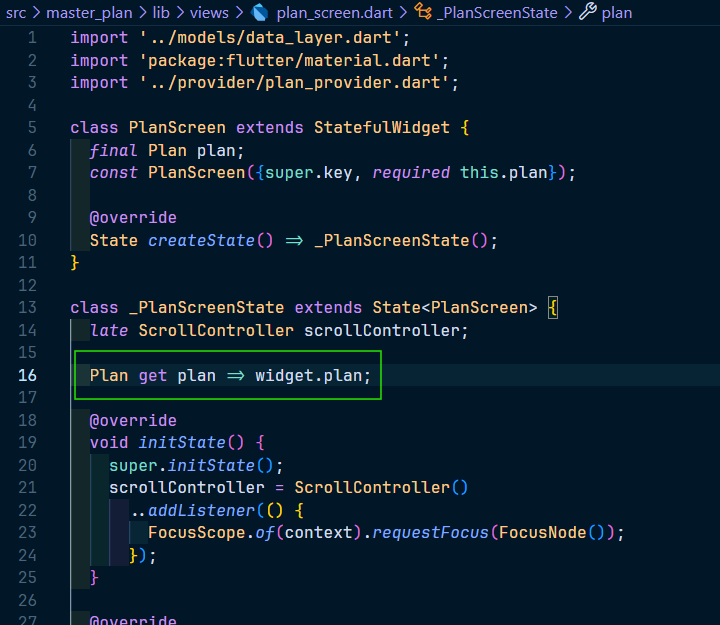 src > master_plan > lib > views > plan_screen.dart > _PlanScreenState > plan
1 import '../models/data_layer.dart';
2 import 'package:flutter/material.dart';
3 import '../provider/plan_provider.dart';
4
5 class PlanScreen extends StatefulWidget {
6 final Plan plan;
7 const PlanScreen({super.key, required this.plan});
8
9 @override
10 State createState() => _PlanScreenState();
11 }
12
13 class _PlanScreenState extends State<PlanScreen> {
14 late ScrollController scrollController;
15
16 Plan get plan => widget.plan;
17
18 @override
19 void initState() {
20 super.initState();
21 scrollController = ScrollController()
22 ..addListener(() {
23 FocusScope.of(context).requestFocus(FocusNode());
24 });
25 }
26
27 @override